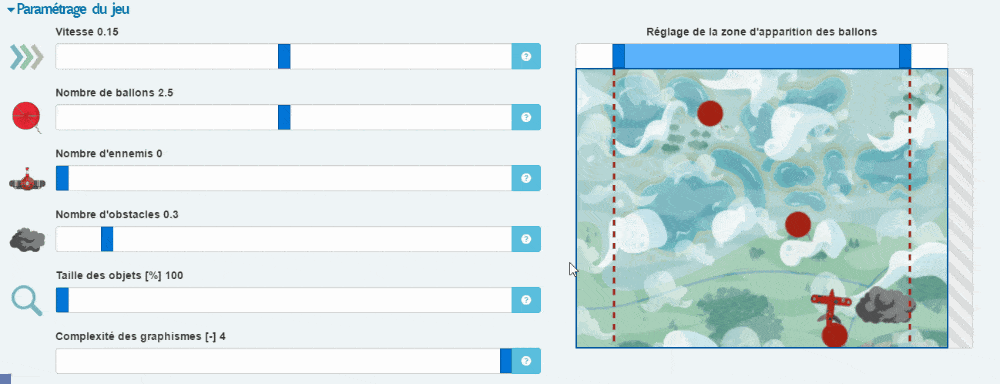 Paramétrage du jeu
Vitesse 0.15
?
Nombre de ballons 2.5
?
Nombre d'ennemis 0
?
Nombre d'obstacles 0.3
?
Taille des objets [%] 100
?
Complexité des graphismes [-] 4
?
Réglage de la zone d'apparition des ballons